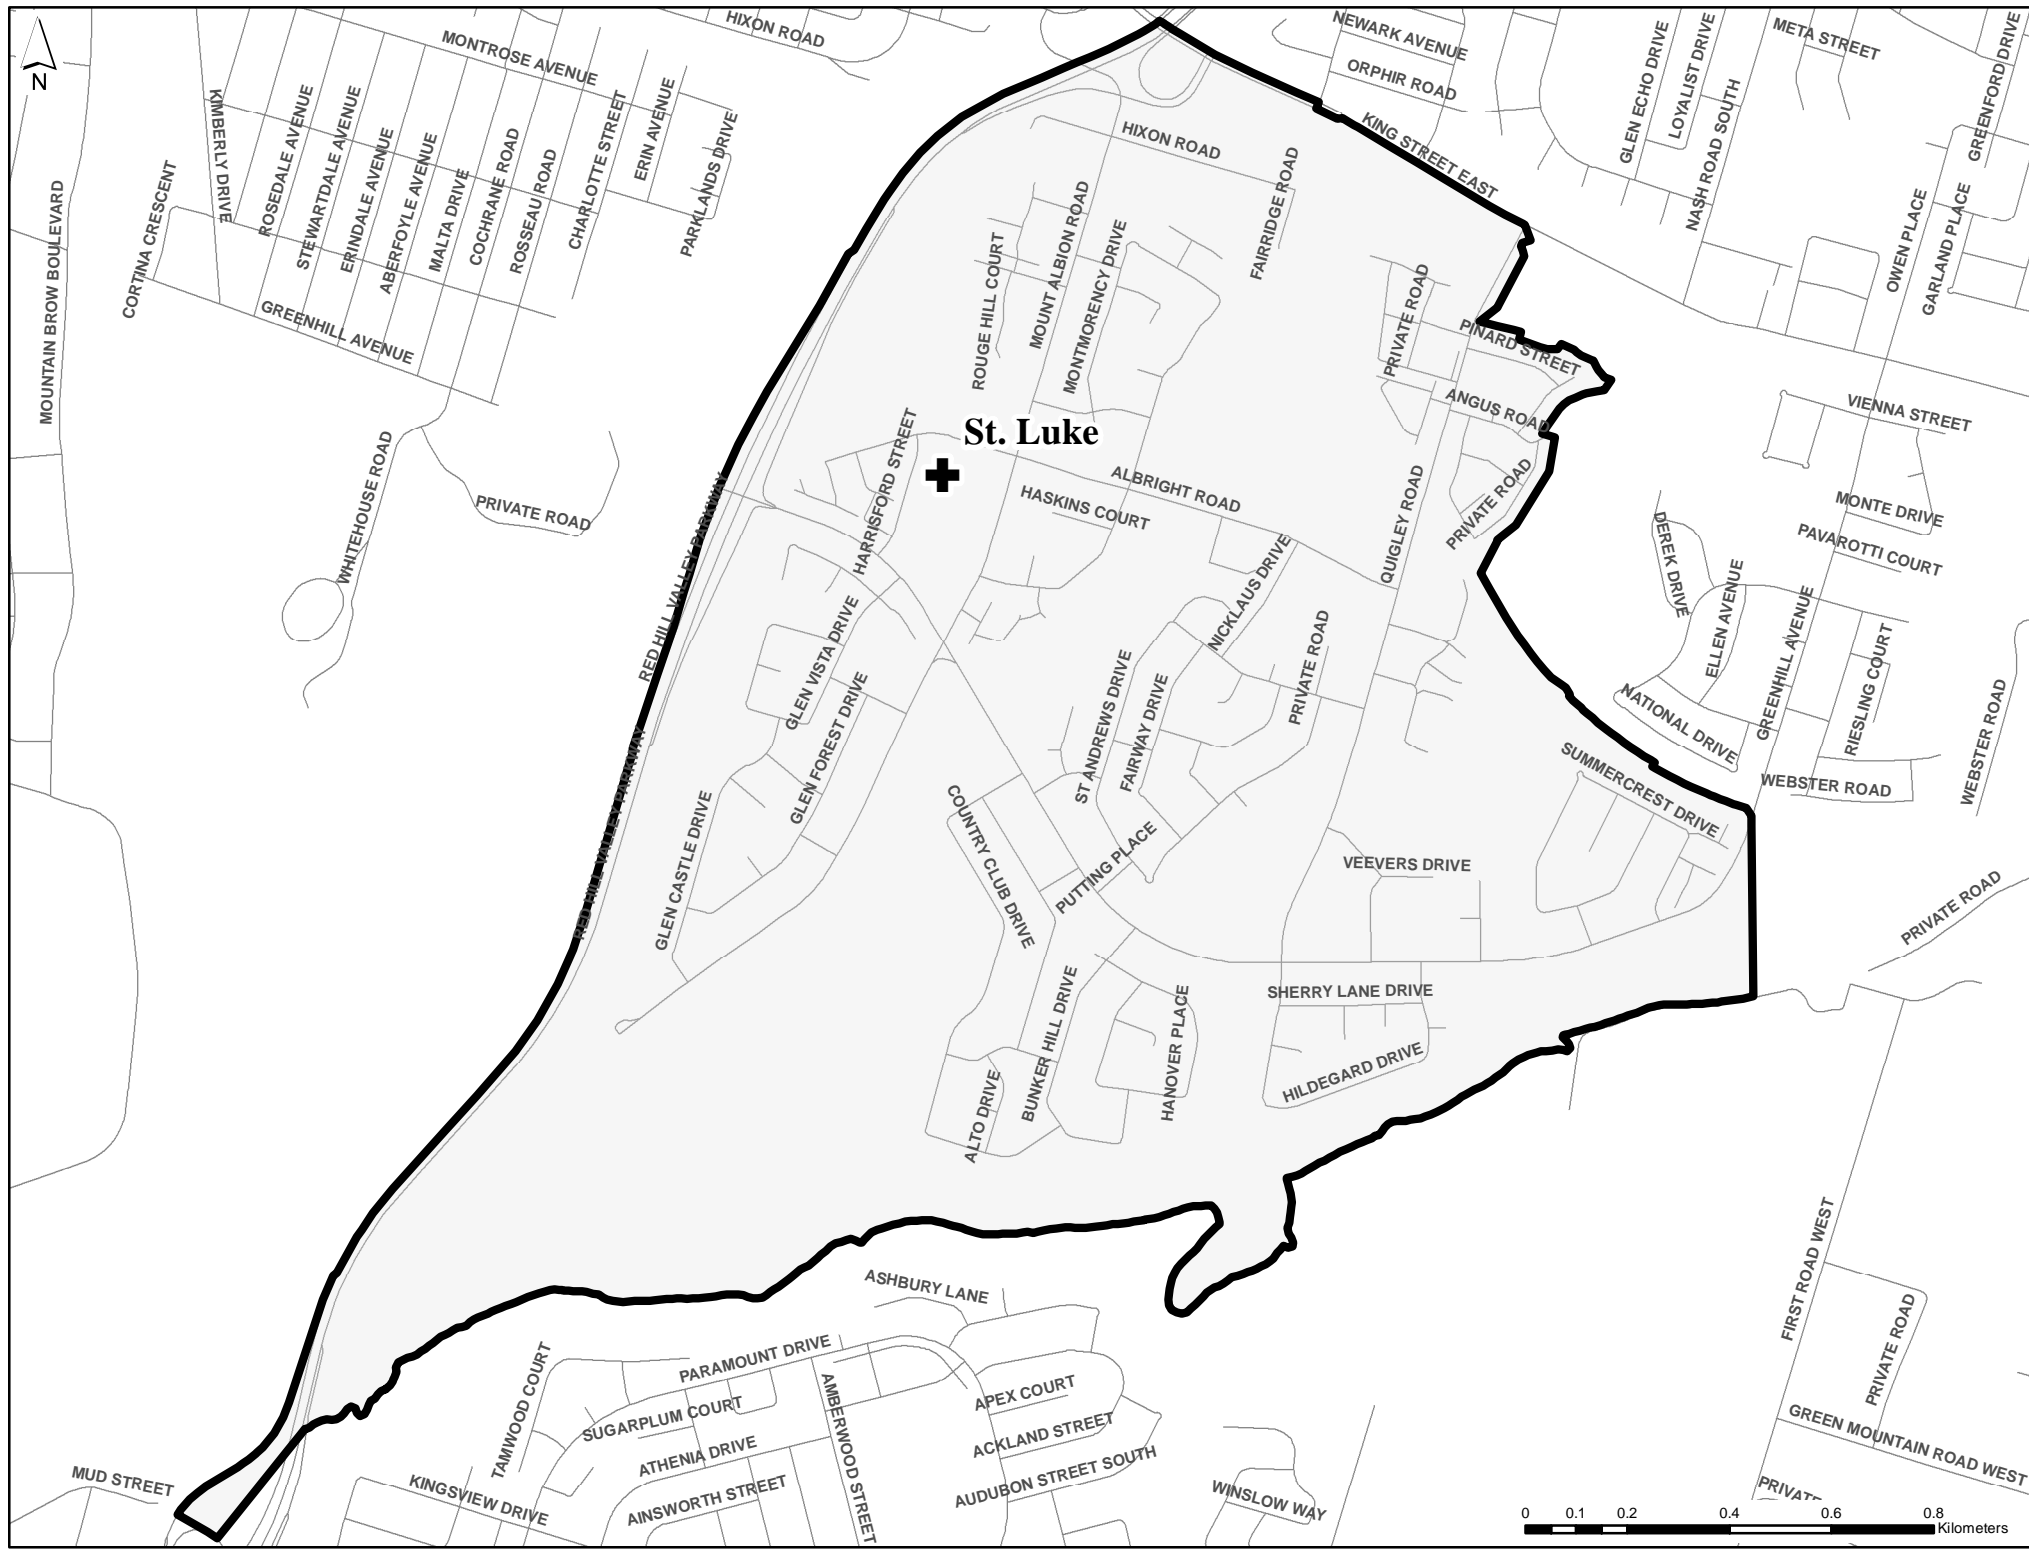 HIXON ROAD
NEWARK AVENUE
META STREET
MONTROSE AVENUE
ORPHIR ROAD
GLEN ECHO DRIVE
LOYALIST DRIVE
GREENFORD DRIVE
N
KIMBERLY DRIVE
ROSEDALE AVENUE
STEWARTDALE AVENUE
ERINDALE AVENUE
ABERFOYLE AVENUE
MALTA DRIVE
COCHRANE ROAD
ROSSEAU ROAD
CHARLOTTE STREET
ERIN AVENUE
PARKLANDS DRIVE
HIXON ROAD
KING STREET EAST
NASH ROAD SOUTH
MOUNTAIN BROW BOULEVARD
CORTINA CRESCENT
FAIRRIDGE ROAD
OWEN PLACE
GARLAND PLACE
GREENHILL AVENUE
ROUGE HILL COURT
MOUNT ALBION ROAD
MONTMORENCY DRIVE
PRIVATE ROAD
PINARD STREET
ANGUS ROAD
VIENNA STREET
St. Luke
WHITEHOUSE ROAD
PRIVATE ROAD
HARRISFORD STREET
ALBRIGHT ROAD
HASKINS COURT
QUIGLEY ROAD
PRIVATE ROAD
MONTE DRIVE
PAVAROTTI COURT
DEREK DRIVE
RED HILL VALLEY PARKWAY
GLEN VISTA DRIVE
NICKLAUS DRIVE
PRIVATE ROAD
ELLEN AVENUE
GREENHILL AVENUE
RIESLING COURT
WEBSTER ROAD
GLEN FOREST DRIVE
ST ANDREWS DRIVE
FAIRWAY DRIVE
NATIONAL DRIVE
RED HILL VALLEY PARKWAY
GLEN CASTLE DRIVE
COUNTRY CLUB DRIVE
PUTTING PLACE
VEEVERS DRIVE
SUMMERCREST DRIVE
WEBSTER ROAD
PRIVATE ROAD
BUNKER HILL DRIVE
HANOVER PLACE
SHERRY LANE DRIVE
HILDEGARD DRIVE
ALTO DRIVE
ASHBURY LANE
FIRST ROAD WEST
PRIVATE ROAD
TAMWOOD COURT
PARAMOUNT DRIVE
SUGARPLUM COURT
AMBERWOOD STREET
APEX COURT
ACKLAND STREET
GREEN MOUNTAIN ROAD WEST
MUD STREET
KINGSVIEW DRIVE
ATHENIA DRIVE
AINSWORTH STREET
AUDUBON STREET SOUTH
WINSLOW WAY
PRIVATE
0 0.1 0.2 0.4 0.6 0.8
Kilometers